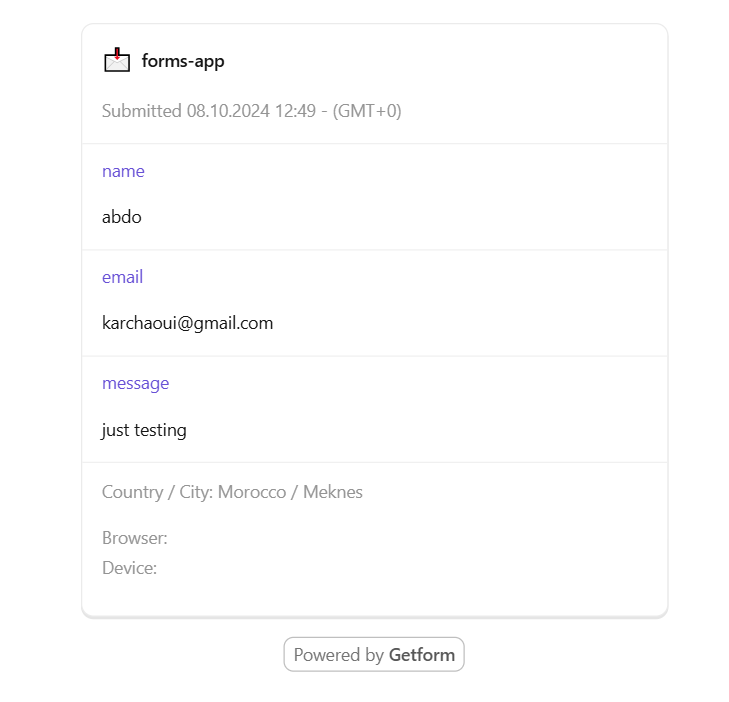 forms-app
Submitted 08.10.2024 12:49 - (GMT+0)
name
abdo
email
karchaoui@gmail.com
message
just testing
Country / City: Morocco / Meknes
Browser:
Device:
Powered by Getform